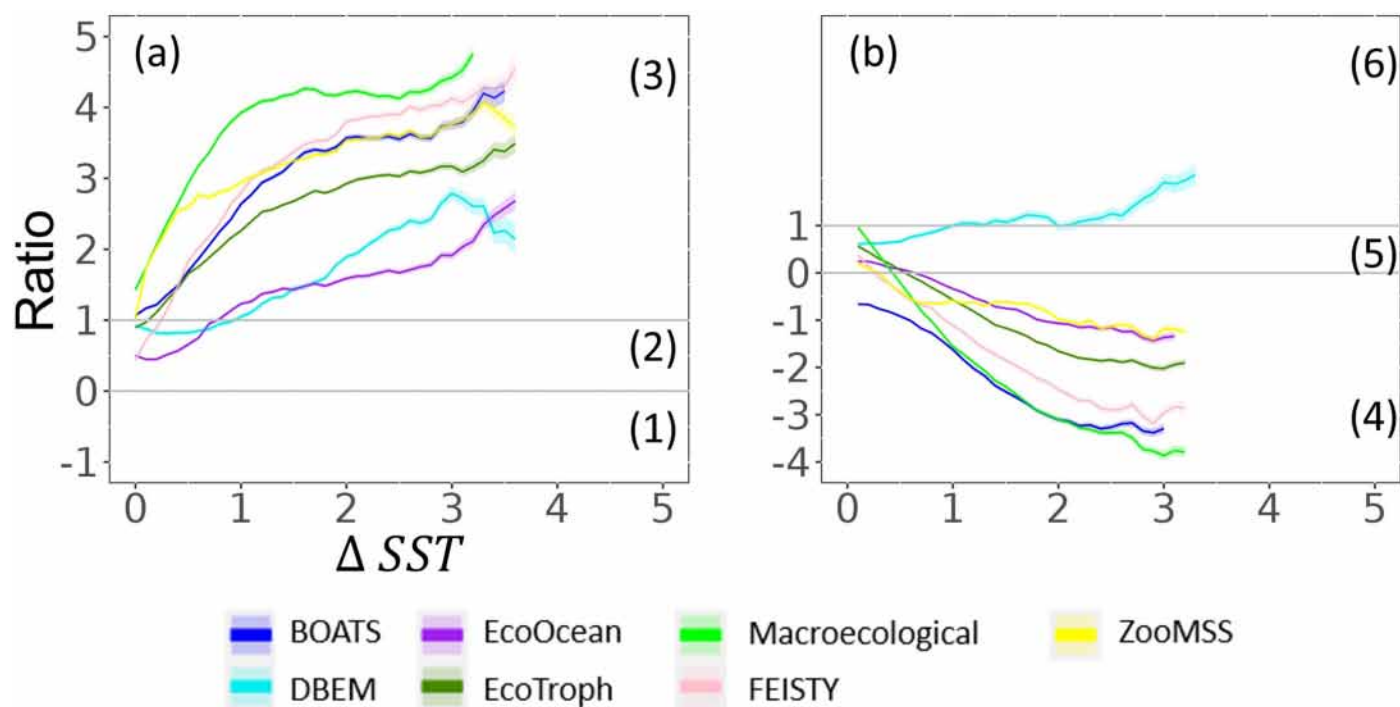 (a)
5
4
3
2
1
0
-1
(3)
(2)
(1)
Ratio
0 1 2 3 4 5
Δ SST
(b)
1
0
-1
-2
-3
-4
(6)
(5)
(4)
0 1 2 3 4 5
BOATS EcoOcean Macroecological ZooMSS
DBEM EcoTroph FEISTY